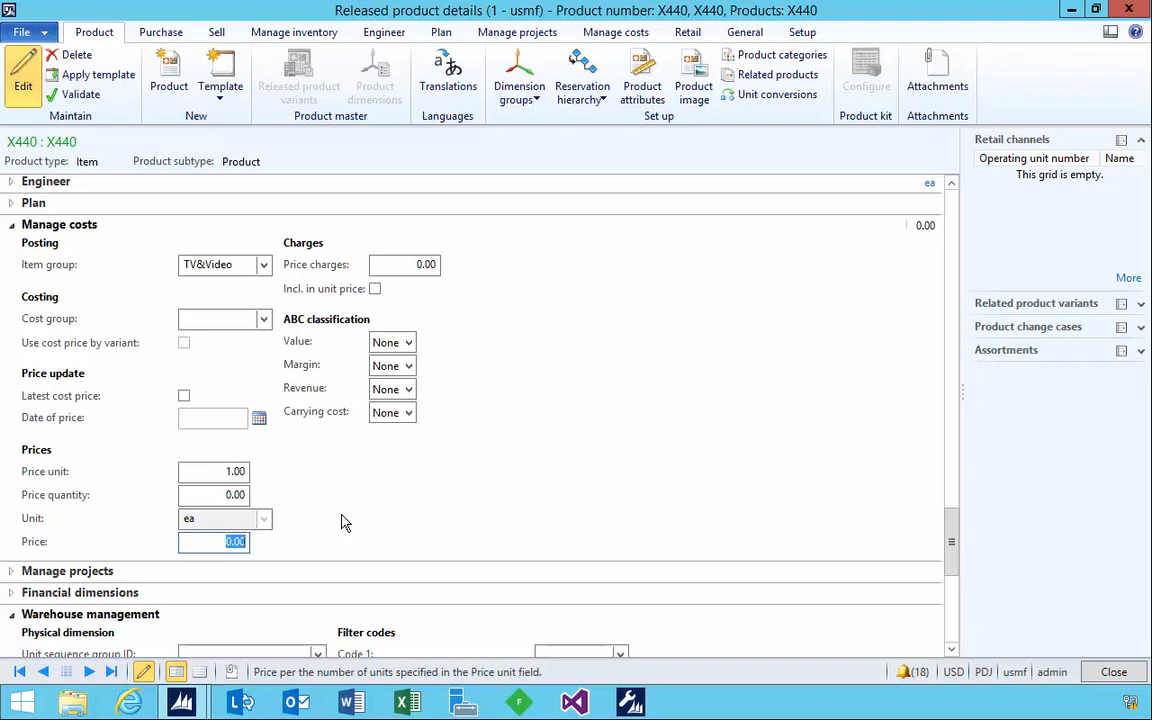 Released product details (1 - usmf) - Product number: X440, X440, Products: X440
File Product Purchase Sell Manage inventory Engineer Plan Manage projects Manage costs Retail General Setup
Edit
Delete
Apply template
Validate
Maintain
Product
Template
New
Released product variants
Product dimensions
Product master
Translations
Languages
Dimension groups
Reservation hierarchy
Product attributes
Product image
Product categories
Related products
Unit conversions
Set up
Configure
Product kit
Attachments
Attachments
X440 : X440
Product type: Item Product subtype: Product
Engineer ea
Plan
Manage costs 0.00
Posting
Item group: TV&Video
Costing
Cost group:
Use cost price by variant:
Price update
Latest cost price:
Date of price:
Prices
Price unit: 1.00
Price quantity: 0.00
Unit: ea
Price: 0.00
Charges
Price charges: 0.00
Incl. in unit price:
ABC classification
Value: None
Margin: None
Revenue: None
Carrying cost: None
Manage projects
Financial dimensions
Warehouse management
Physical dimension
Unit sequence group ID:
Filter codes
Code 1:
Retail channels
Operating unit number Name
This grid is empty.
More
Related product variants
Product change cases
Assortments
Price per the number of units specified in the Price unit field.
(18) USD PDJ usmf admin Close